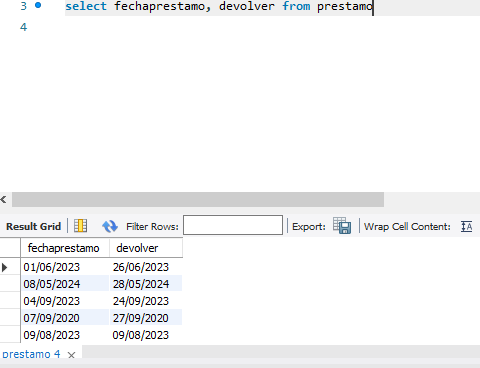 3 select fechaprestamo, devolver from prestamo
4
Result Grid Filter Rows: Export: Wrap Cell Content:
fechaprestamo devolver
01/06/2023 26/06/2023
08/05/2024 28/05/2024
04/09/2023 24/09/2023
07/09/2020 27/09/2020
09/08/2023 09/08/2023
prestamo 4 ×